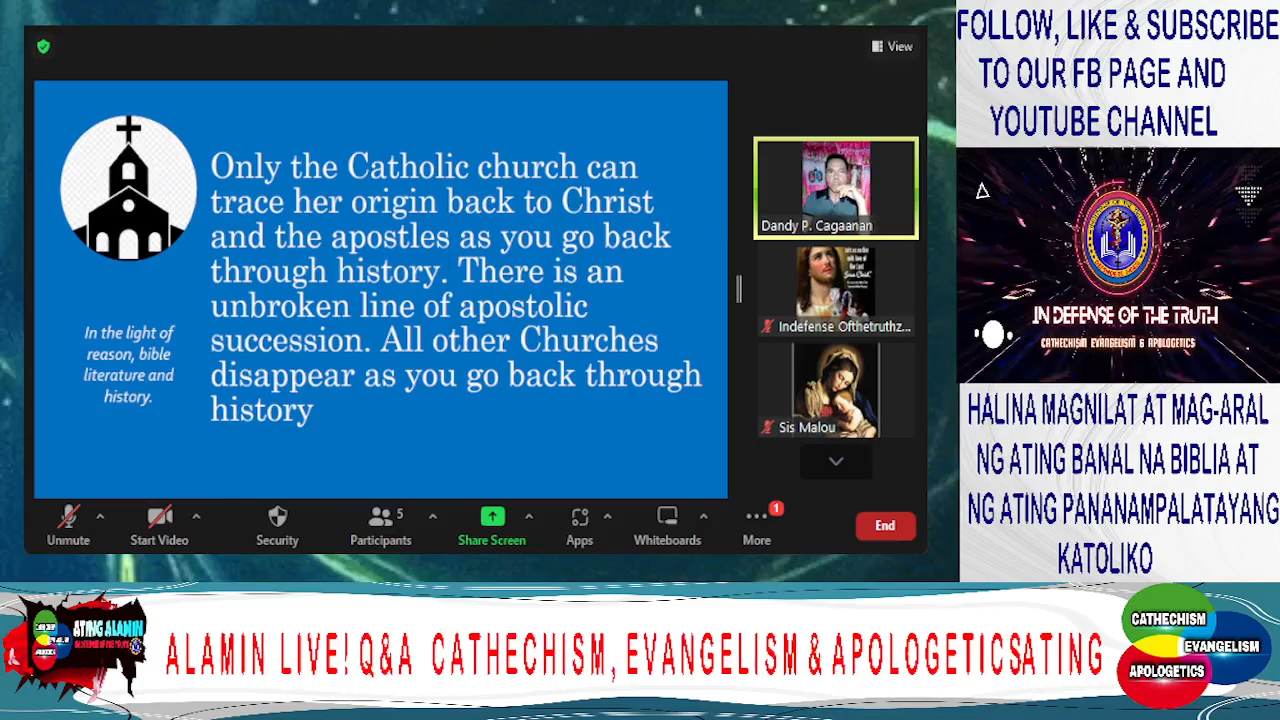 View
Only the Catholic church can
trace her origin back to Christ
and the apostles as you go back
through history. There is an
unbroken line of apostolic
succession. All other Churches
disappear as you go back through
history
In the light of
reason, bible
literature and
history.
Dandy P. Cagaanan
Indefense Ofthetruthz...
Sis Malou
Unmute
Start Video
Security
5
Participants
Share Screen
Apps
Whiteboards
1
More
End
FOLLOW, LIKE & SUBSCRIBE
TO OUR FB PAGE AND
YOUTUBE CHANNEL
IN DEFENSE OF THE TRUTH
CATHECHISM EVANGELISM & APOLOGETICS
HALINA MAGNILAT AT MAG-ARAL
NG ATING BANAL NA BIBLIA AT
NG ATING PANANAMPALATAYANG
KATOLIKO
ATING ALAMIN
ALAMIN LIVE! Q&A CATHECHISM, EVANGELISM & APOLOGETICSATING
CATHECHISM
EVANGELISM
APOLOGETICS